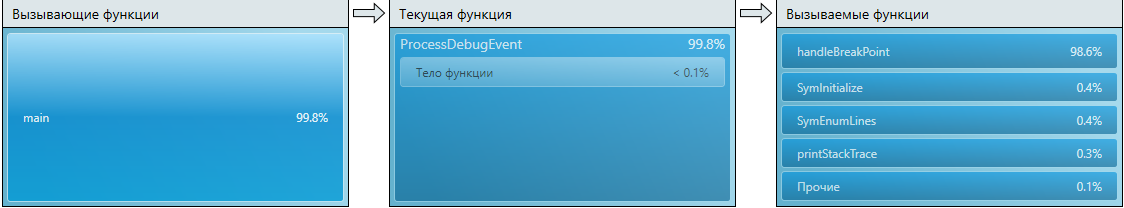 Вызывающие функции
main 99.8%
Текущая функция
ProcessDebugEvent 99.8%
Тело функции < 0.1%
Вызываемые функции
handleBreakPoint 98.6%
SymInitialize 0.4%
SymEnumLines 0.4%
printStackTrace 0.3%
Прочие 0.1%